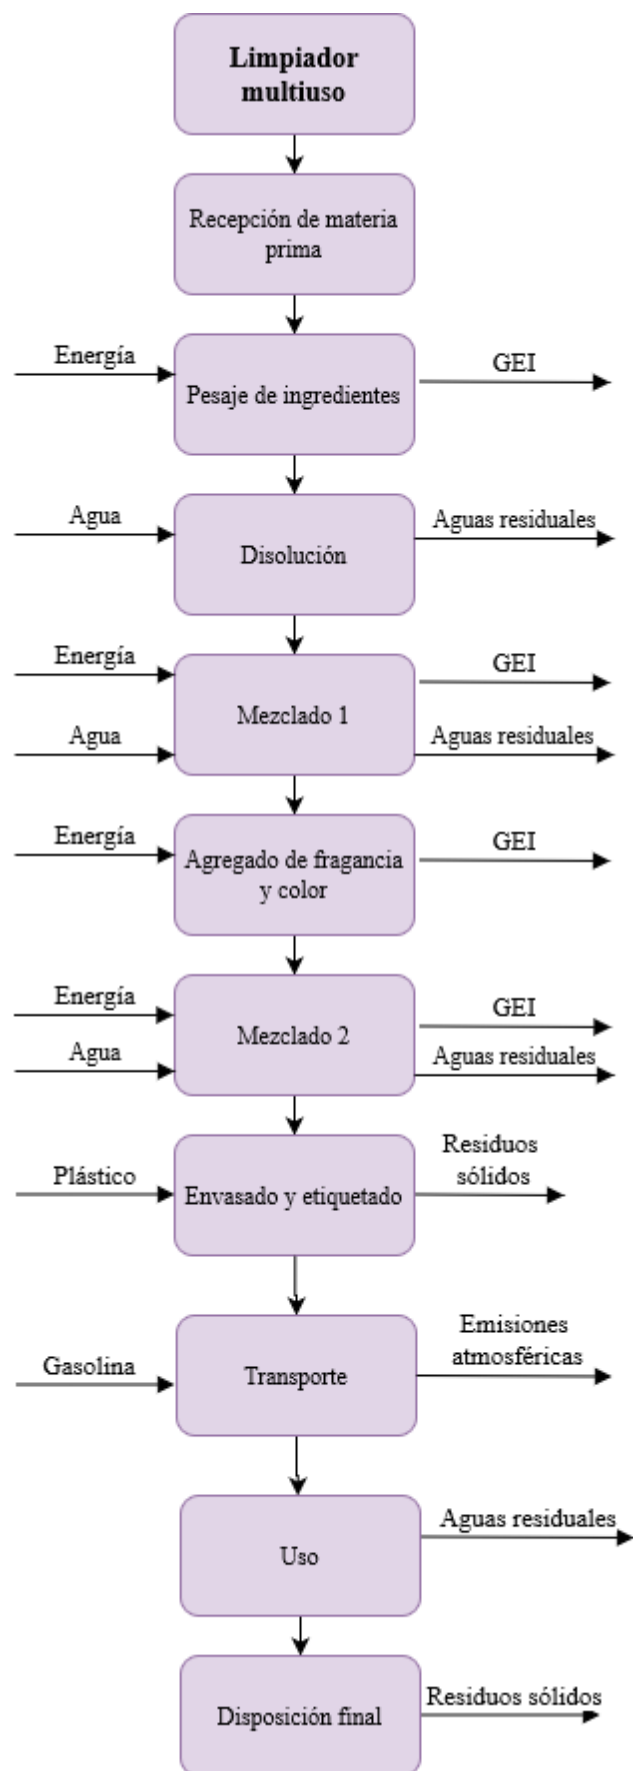 Limpiador
multiuso
Recepción de materia
prima
Energía
GEI
Pesaje de ingredientes
Agua
Aguas residuales
Disolución
Energía
GEI
Mezclado 1
Agua
Aguas residuales
Energía
GEI
Agregado de fragancia
y color
Energía
GEI
Mezclado 2
Agua
Aguas residuales
Residuos
sólidos
Plástico
Envasado y etiquetado
Emisiones
atmosféricas
Gasolina
Transporte
Aguas residuales
Uso
Residuos sólidos
Disposición final